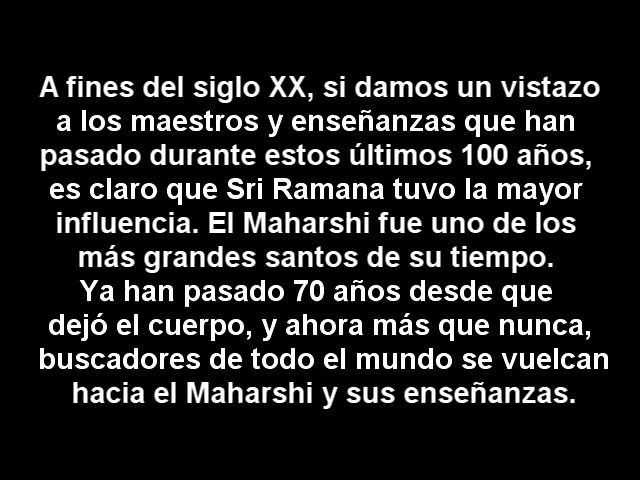 A fines del siglo XX, si damos un vistazo
a los maestros y enseñanzas que han
pasado durante estos últimos 100 años,
es claro que Sri Ramana tuvo la mayor
influencia. El Maharshi fue uno de los
más grandes santos de su tiempo.
Ya han pasado 70 años desde que
dejó el cuerpo, y ahora más que nunca,
buscadores de todo el mundo se vuelcan
hacia el Maharshi y sus enseñanzas.